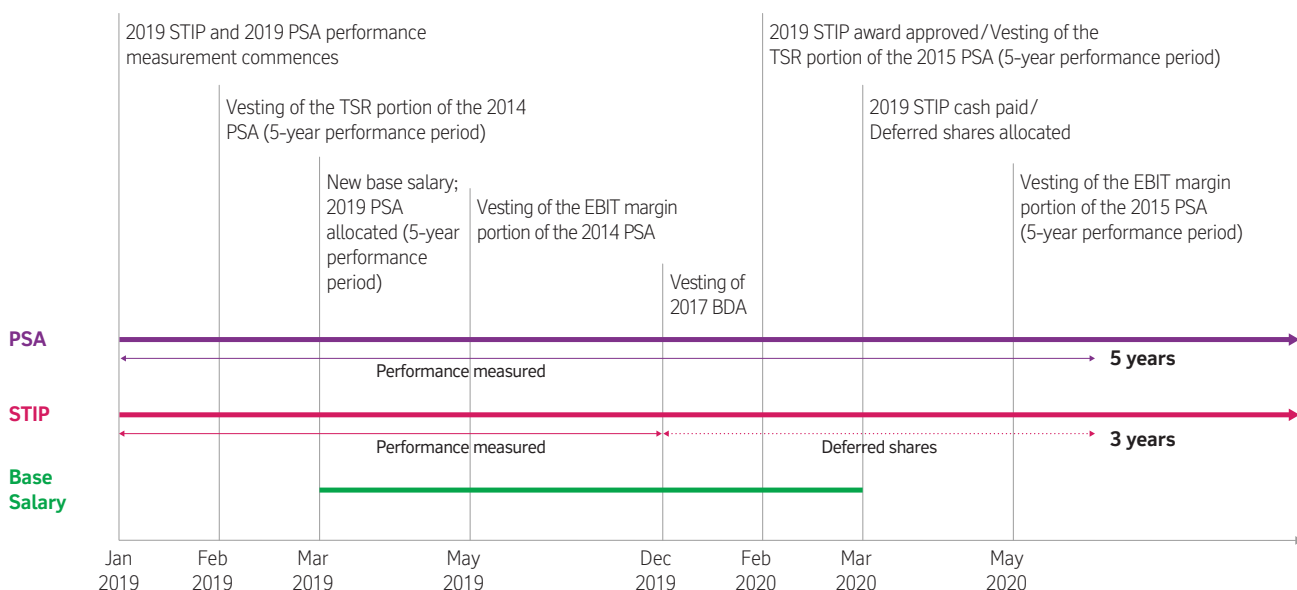 2019 STIP and 2019 PSA performance
measurement commences
Vesting of the TSR portion of the 2014
PSA (5-year performance period)
New base salary;
2019 PSA
allocated (5-year
performance
period)
Vesting of the EBIT margin
portion of the 2014 PSA
Vesting of
2017 BDA
2019 STIP award approved/Vesting of the
TSR portion of the 2015 PSA (5-year performance period)
2019 STIP cash paid/
Deferred shares allocated
Vesting of the EBIT margin
portion of the 2015 PSA
(5-year performance period)
PSA
Performance measured
5 years
STIP
Performance measured
Deferred shares
3 years
Base
Salary
Jan
2019
Feb
2019
Mar
2019
May
2019
Dec
2019
Feb
2020
Mar
2020
May
2020